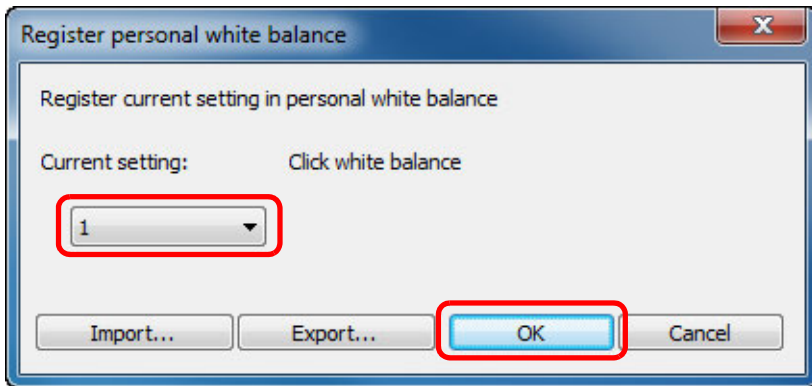 Register personal white balance
Register current setting in personal white balance
Current setting: Click white balance
1
Import... Export... OK Cancel